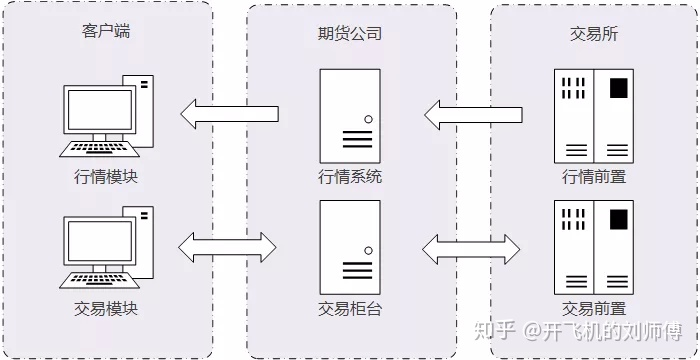 客户端 期货公司 交易所
行情模块 行情系统 行情前置
交易模块 交易柜台 交易前置
知乎 @开飞机的刘师傅